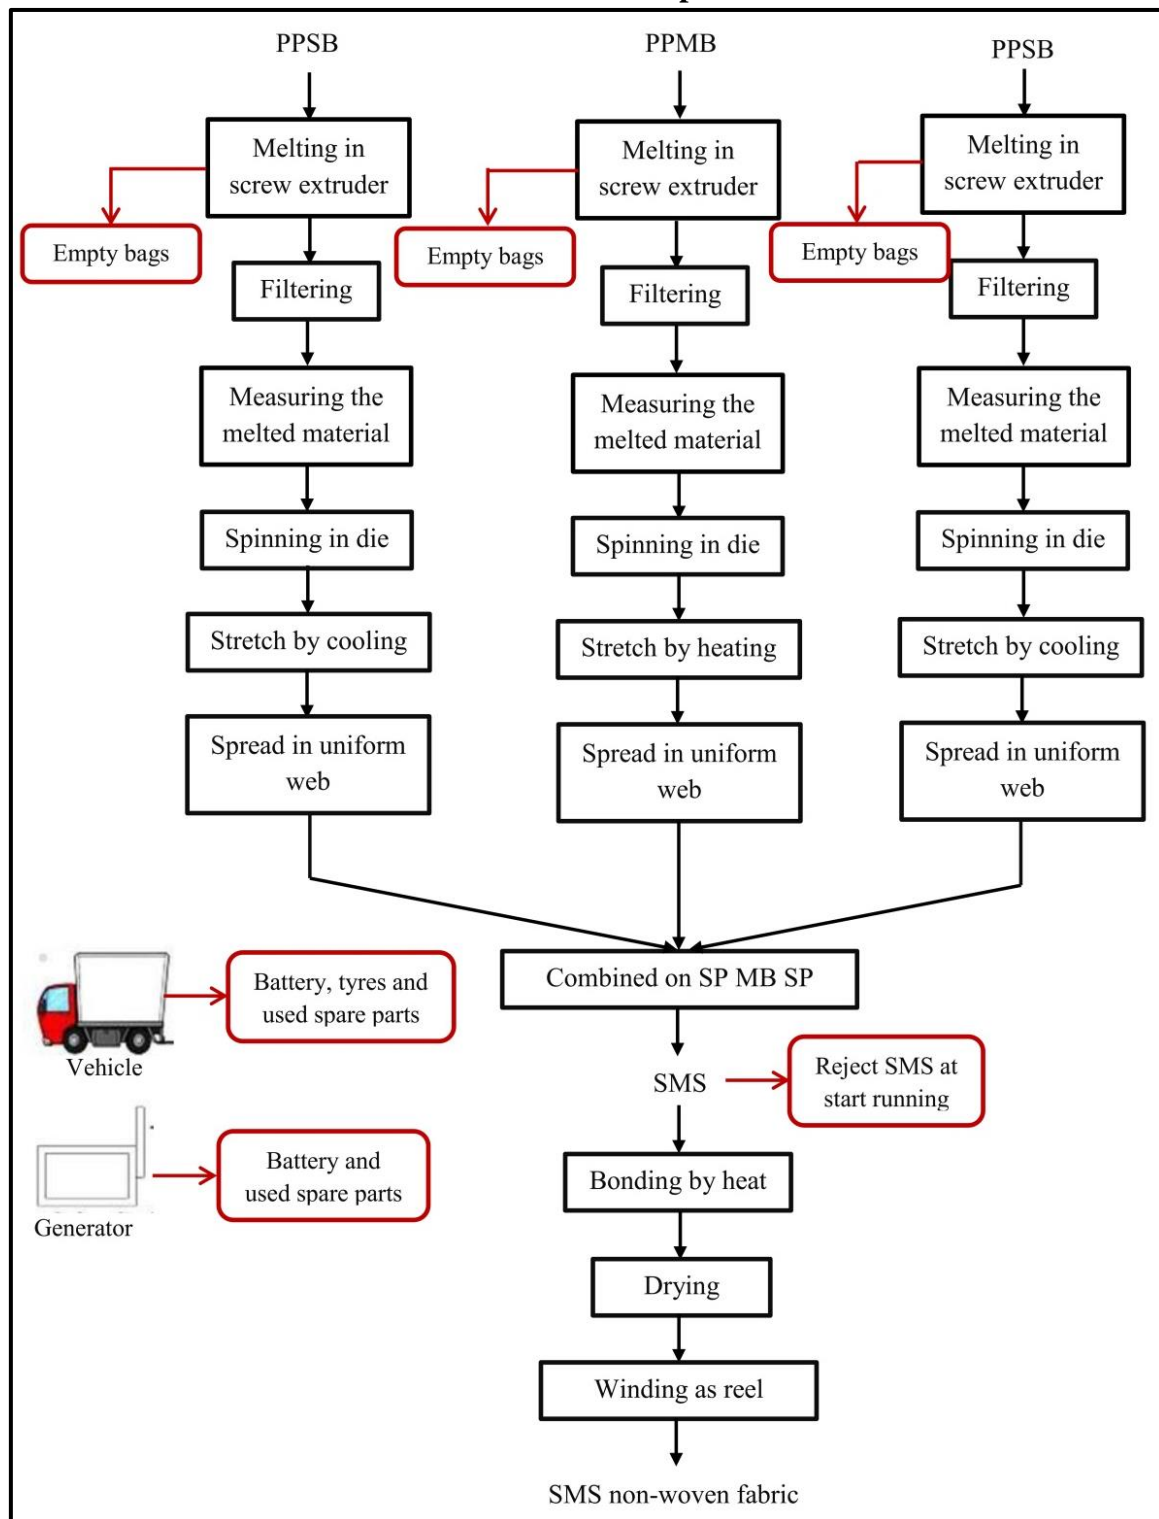 PPSB
PPMB
PPSB
Melting in
screw extruder
Melting in
screw extruder
Melting in
screw extruder
Empty bags
Empty bags
Empty bags
Filtering
Filtering
Filtering
Measuring the
melted material
Measuring the
melted material
Measuring the
melted material
Spinning in die
Spinning in die
Spinning in die
Stretch by cooling
Stretch by heating
Stretch by cooling
Spread in uniform
web
Spread in uniform
web
Spread in uniform
web
Combined on SP MB SP
Battery, tyres and
used spare parts
Vehicle
SMS
Reject SMS at
start running
Battery and
used spare parts
Generator
Bonding by heat
Drying
Winding as reel
SMS non-woven fabric